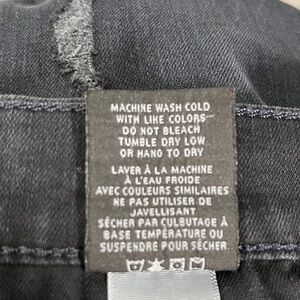 MACHINE WASH COLD
WITH LIKE COLORS
DO NOT BLEACH
TUMBLE DRY LOW
OR HANG TO DRY
LAVER À LA MACHINE
À L'EAU FROIDE
AVEC COULEURS SIMILAIRES
NE PAS UTILISER DE
JAVELLISANT
SÉCHER PAR CULBUTAGE À
BASE TEMPÉRATURE OU
SUSPENDRE POUR SÉCHER